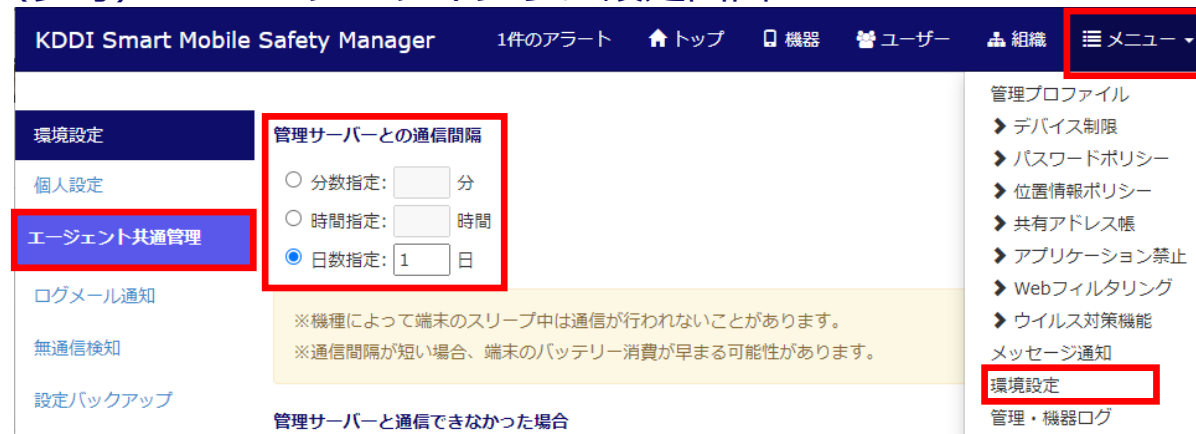 KDDI Smart Mobile Safety Manager 1件のアラート トップ 機器 ユーザー 組織 メニュー
環境設定
個人設定
エージェント共通管理
ログメール通知
無通信検知
設定バックアップ
管理サーバーとの通信間隔
分数指定: 分
時間指定: 時間
日数指定: 1 日
※機種によって端末のスリープ中は通信が行われないことがあります。
※通信間隔が短い場合、端末のバッテリー消費が早まる可能性があります。
管理サーバーと通信できなかった場合
管理プロファイル
デバイス制限
パスワードポリシー
位置情報ポリシー
共有アドレス帳
アプリケーション禁止
Webフィルタリング
ウイルス対策機能
メッセージ通知
環境設定
管理・機器ログ